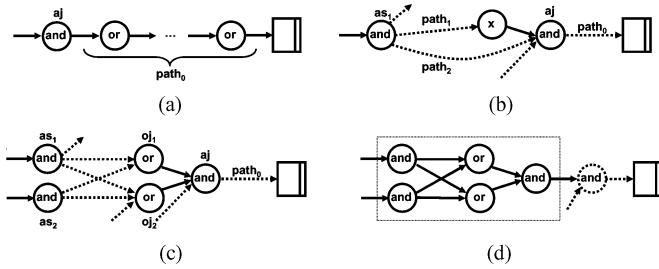 aj
and or ... or
path0
(a)
as1 aj
and path1 x and path0
path2
(b)
as1 oj1
and or aj
and path0
and or
as2 oj2
(c)
and or
and and
and or
(d)